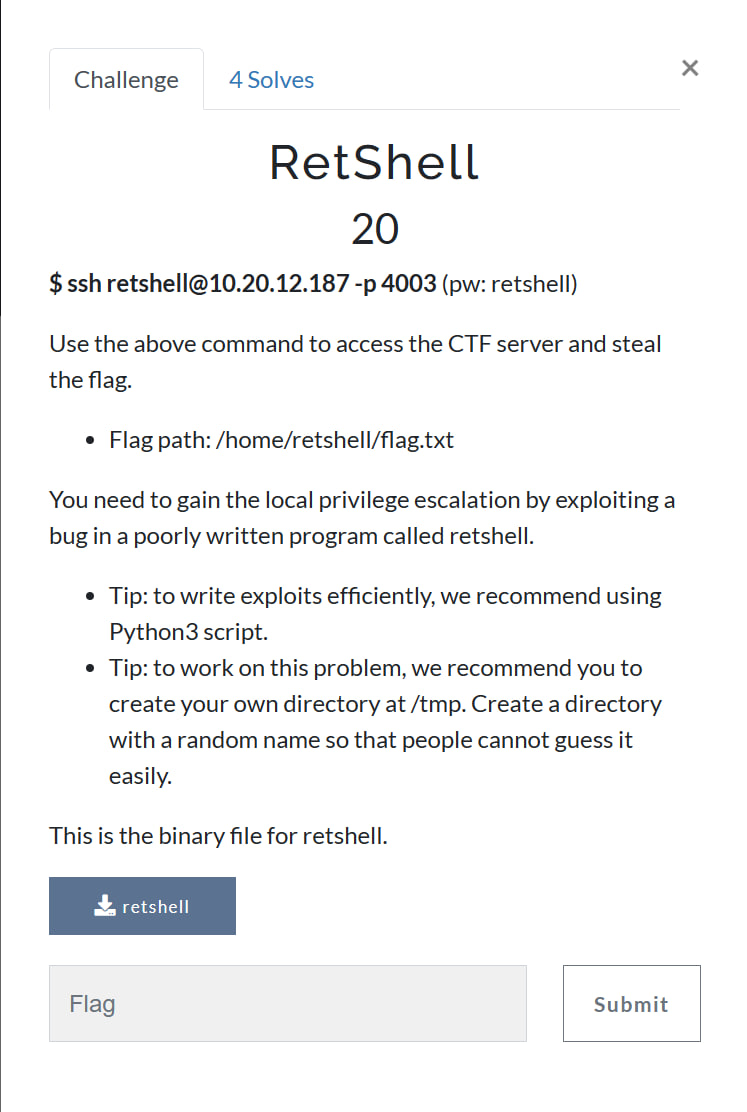 Challenge
4 Solves
×
RetShell
20
$ ssh retshell@10.20.12.187 -p 4003 (pw: retshell)
Use the above command to access the CTF server and steal
the flag.
• Flag path: /home/retshell/flag.txt
You need to gain the local privilege escalation by exploiting a
bug in a poorly written program called retshell.
• Tip: to write exploits efficiently, we recommend using
Python3 script.
• Tip: to work on this problem, we recommend you to
create your own directory at /tmp. Create a directory
with a random name so that people cannot guess it
easily.
This is the binary file for retshell.
retshell
Flag
Submit